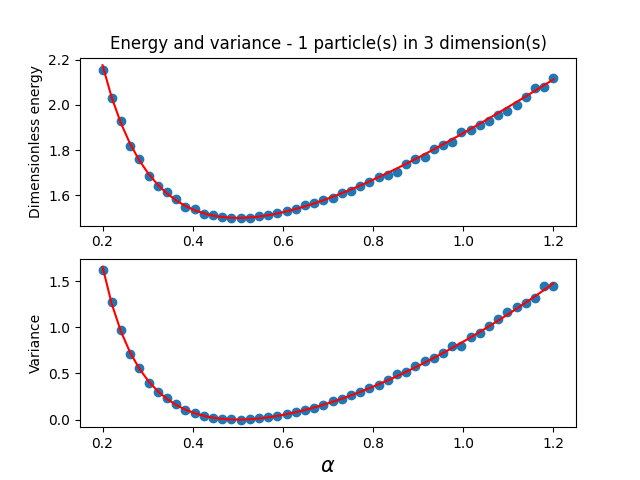 Energy and variance - 1 particle(s) in 3 dimension(s)
Dimensionless energy
2.2
2.0
1.8
1.6
0.2 0.4 0.6 0.8 1.0 1.2
Variance
1.5
1.0
0.5
0.0
0.2 0.4 0.6 0.8 1.0 1.2
α